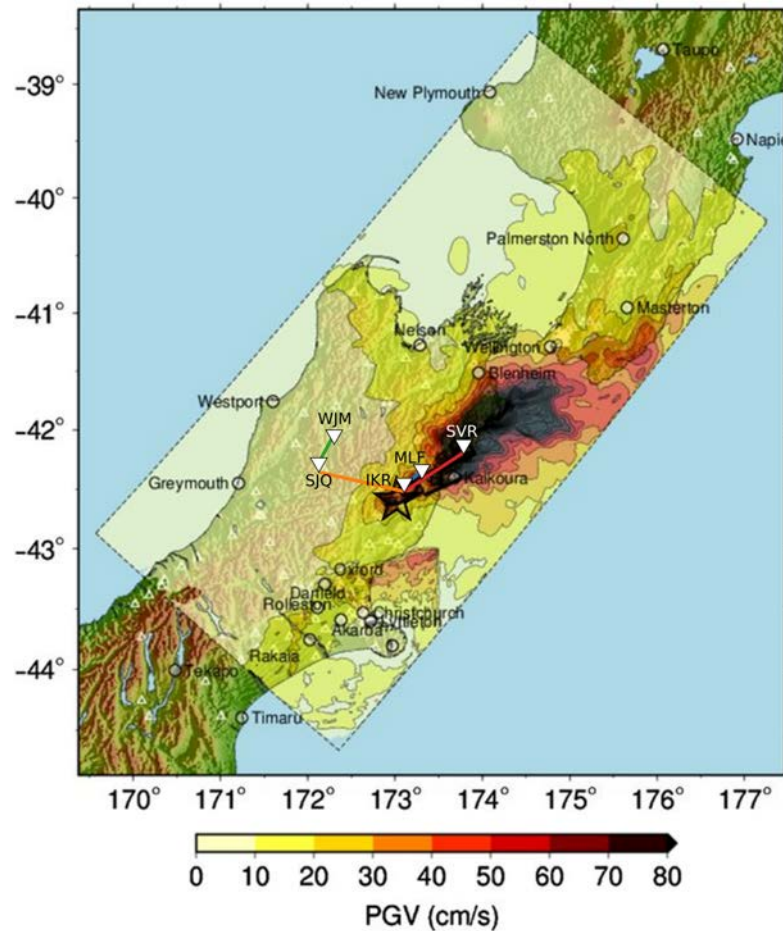 −39°
−40°
−41°
−42°
−43°
−44°
Taupo
New Plymouth
Napie
Palmerston North
Masterton
Nelson
Wellington
Blenheim
Westport
WJM
SVR
MLF
SJQ
IKR
Kaikoura
Greymouth
Oxford
Darfield
Rolleston
Christchurch
Lyttleton
Akaroa
Rakaia
Tekapo
Timaru
170° 171° 172° 173° 174° 175° 176° 177°
0 10 20 30 40 50 60 70 80
PGV (cm/s)